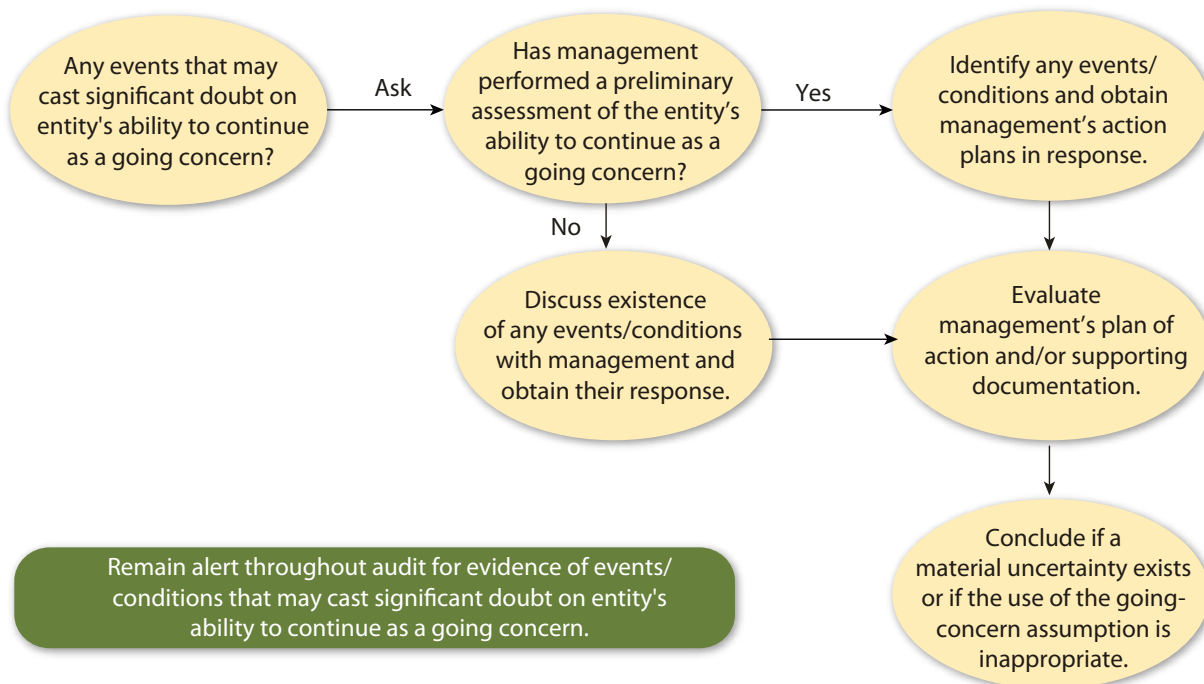 Any events that may
cast significant doubt on
entity's ability to continue
as a going concern?
Ask
Has management
performed a preliminary
assessment of the entity’s
ability to continue as a
going concern?
Yes
Identify any events/
conditions and obtain
management’s action
plans in response.
No
Discuss existence
of any events/conditions
with management and
obtain their response.
Evaluate
management’s plan of
action and/or supporting
documentation.
Conclude if a
material uncertainty exists
or if the use of the going-
concern assumption is
inappropriate.
Remain alert throughout audit for evidence of events/
conditions that may cast significant doubt on entity's
ability to continue as a going concern.